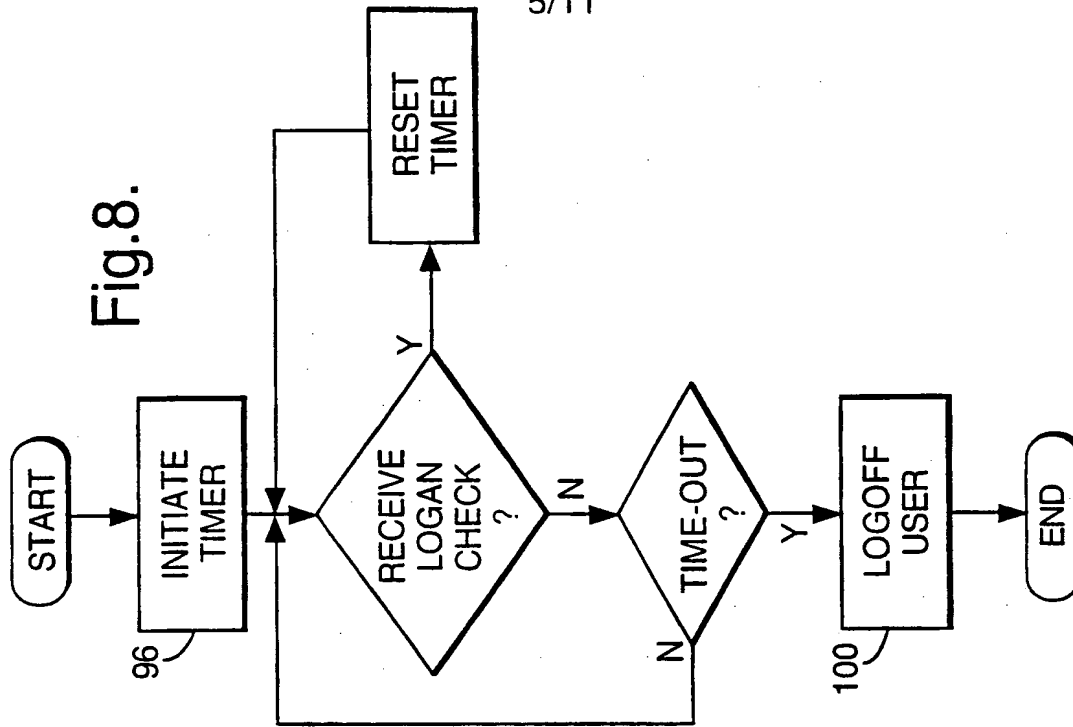 5/11
Fig.8.
START
INITIATE
TIMER
96
RECEIVE
LOGAN
CHECK
?
Y
RESET
TIMER
N
TIME-OUT
?
N
Y
LOGOFF
USER
100
END